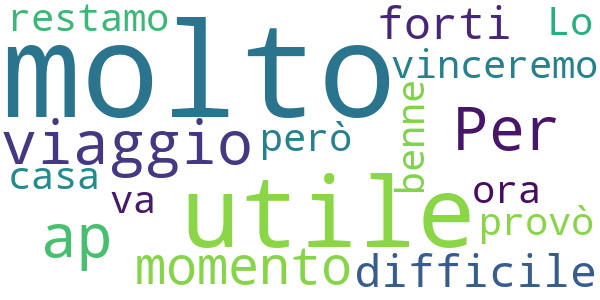 restamo
molto
forti
Lo
vinceremo
viaggio
però
benne
Per
casa
va
utile
ora
provò
ap
momento
difficile